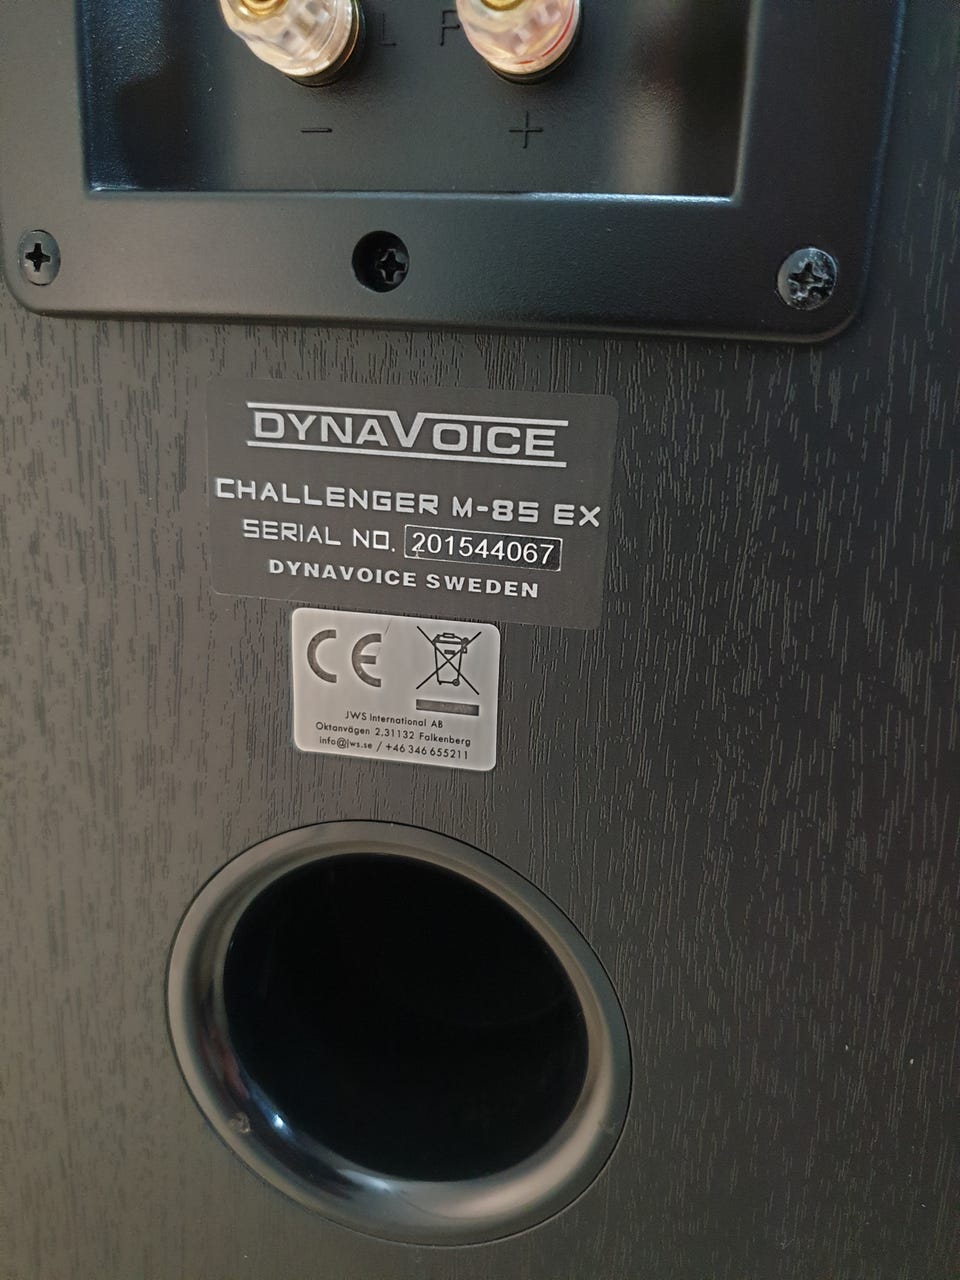 L F
− +
DYNAVOICE
CHALLENGER M-85 EX
SERIAL NO. 201544067
DYNAVOICE SWEDEN
CE
JWS International AB
Oktanvägen 2,31132 Falkenberg
info@jws.se / +46 346 655211